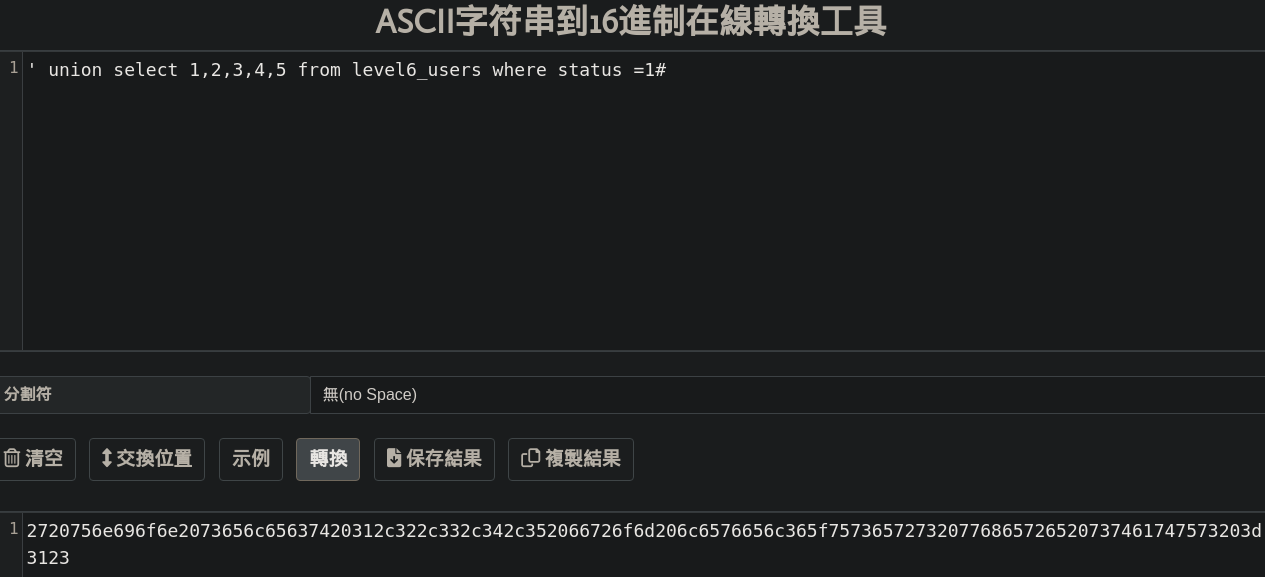 ASCII字符串到16進制在線轉換工具
1 ' union select 1,2,3,4,5 from level6_users where status =1#
分割符 無(no Space)
清空 交換位置 示例 轉換 保存結果 複製結果
1 2720756e696f6e2073656c65637420312c322c332c342c352066726f6d206c6576656c365f757365727320776865726520737461747573203d
3123